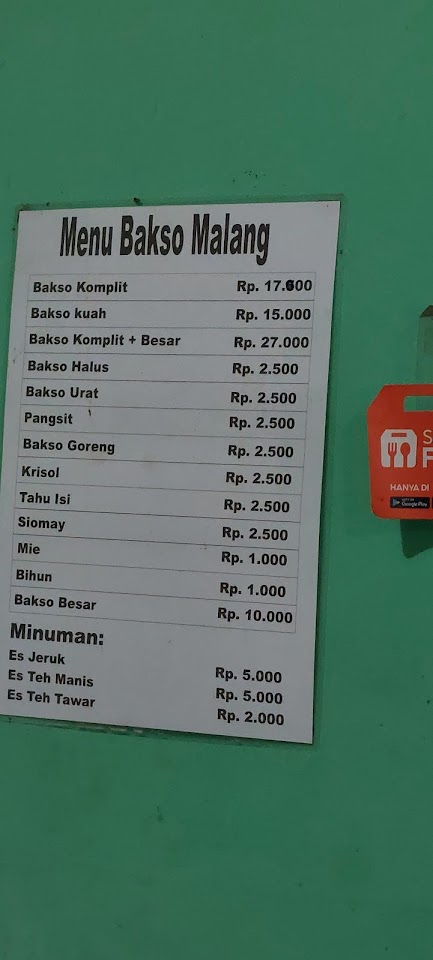 Menu Bakso Malang
Bakso Komplit Rp. 17.600
Bakso kuah Rp. 15.000
Bakso Komplit + Besar Rp. 27.000
Bakso Halus Rp. 2.500
Bakso Urat Rp. 2.500
Pangsit Rp. 2.500
Bakso Goreng Rp. 2.500
Krisol Rp. 2.500
Tahu Isi Rp. 2.500
Siomay Rp. 2.500
Mie Rp. 1.000
Bihun Rp. 1.000
Bakso Besar Rp. 10.000
Minuman:
Es Jeruk Rp. 5.000
Es Teh Manis Rp. 5.000
Es Teh Tawar Rp. 2.000
HANYA DI
Google Play